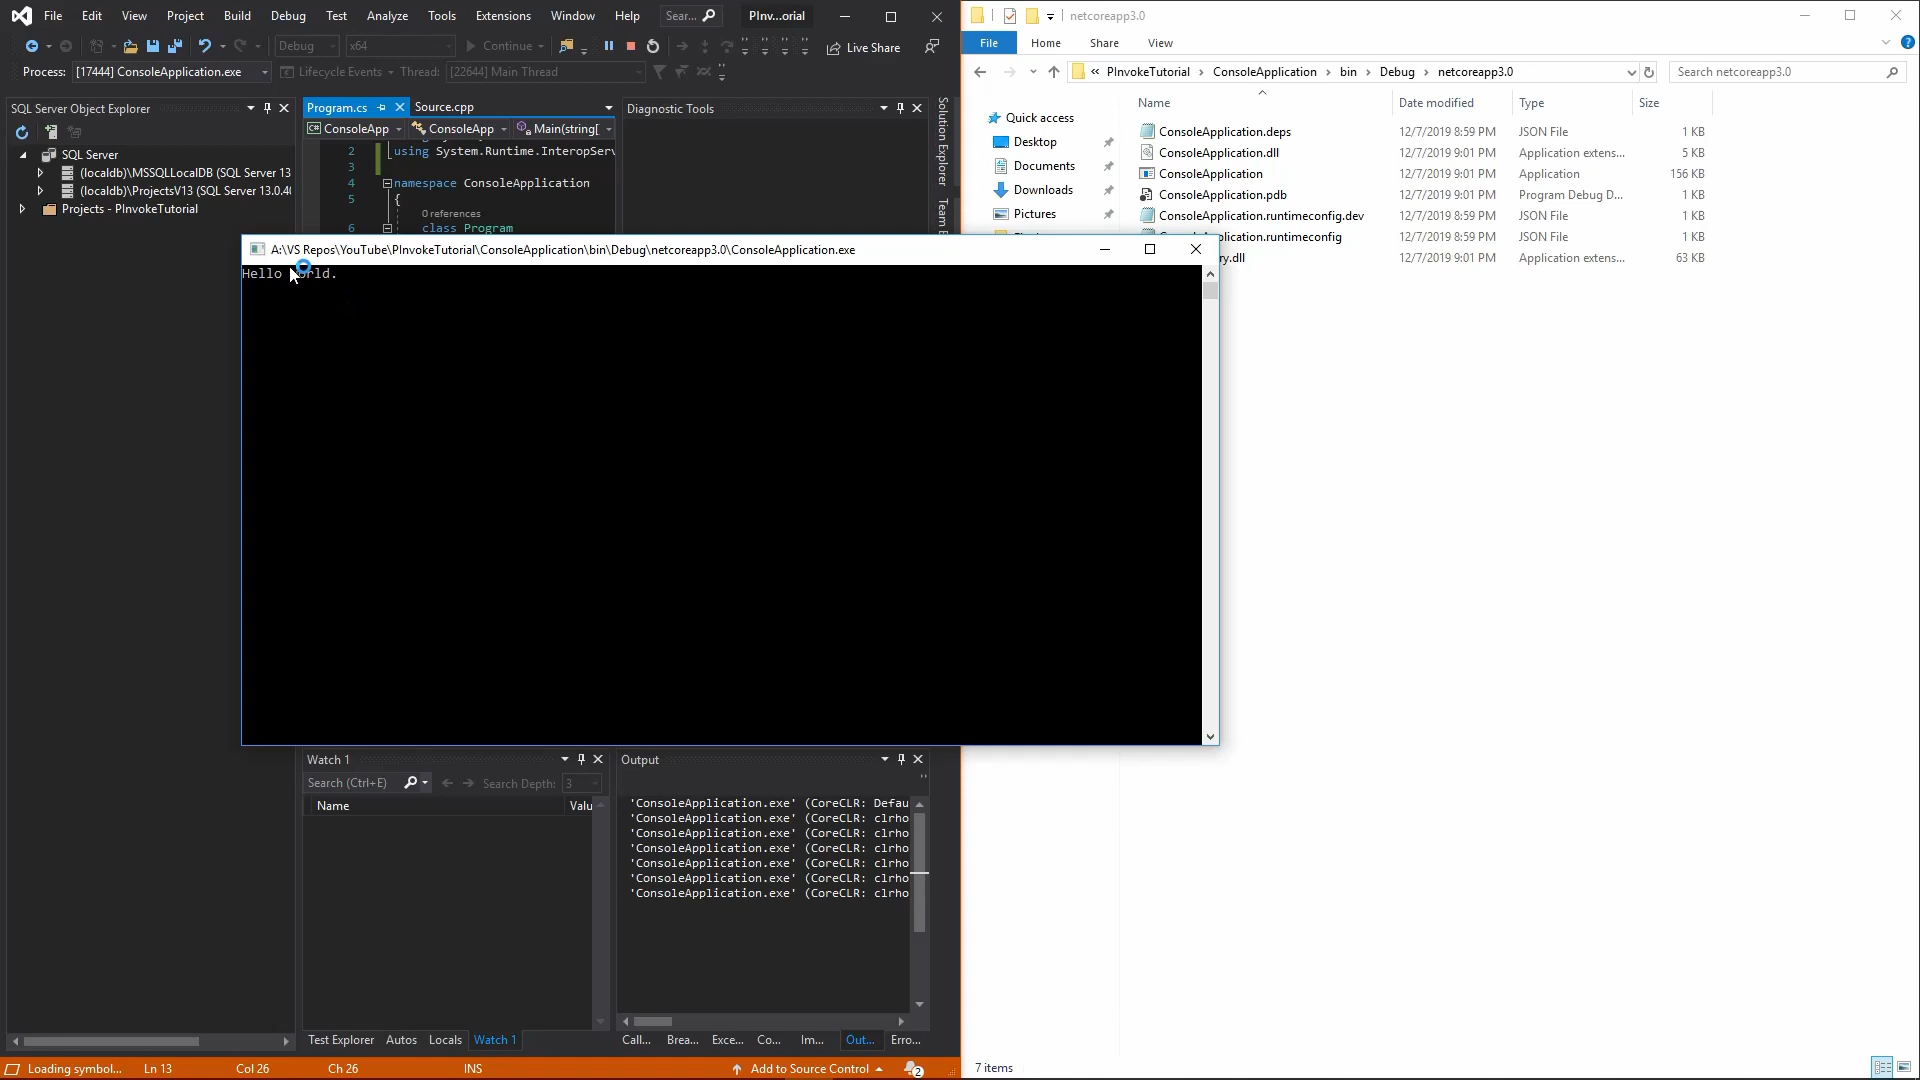 File Edit View Project Build Debug Test Analyze Tools Extensions Window Help Sear... PInv...orial
Debug x64 Continue Live Share
Process: [17444] ConsoleApplication.exe Lifecycle Events Thread: [22644] Main Thread
SQL Server Object Explorer
SQL Server
(localdb)\MSSQLLocalDB (SQL Server 13
(localdb)\ProjectsV13 (SQL Server 13.0.4
Projects - PInvokeTutorial
Program.cs Source.cpp
ConsoleApp ConsoleApp Main(string[
2 using System.Runtime.InteropServ
3
4 namespace ConsoleApplication
5 {
0 references
6 class Program
Diagnostic Tools
Solution Explorer
Team E
netcoreapp3.0
File Home Share View
« PInvokeTutorial › ConsoleApplication › bin › Debug › netcoreapp3.0
Search netcoreapp3.0
Quick access
Desktop
Documents
Downloads
Pictures
Name Date modified Type Size
ConsoleApplication.deps 12/7/2019 8:59 PM JSON File 1 KB
ConsoleApplication.dll 12/7/2019 9:01 PM Application extens... 5 KB
ConsoleApplication 12/7/2019 9:01 PM Application 156 KB
ConsoleApplication.pdb 12/7/2019 9:01 PM Program Debug D... 1 KB
ConsoleApplication.runtimeconfig.dev 12/7/2019 8:59 PM JSON File 1 KB
ConsoleApplication.runtimeconfig 12/7/2019 9:01 PM JSON File 1 KB
ry.dll 12/7/2019 9:01 PM Application extens... 63 KB
A:\VS Repos\YouTube\PInvokeTutorial\ConsoleApplication\bin\Debug\netcoreapp3.0\ConsoleApplication.exe
Hello
Watch 1
Search (Ctrl+E) Search Depth: 3
Name Valu
Output
'ConsoleApplication.exe' (CoreCLR: Defau
'ConsoleApplication.exe' (CoreCLR: clrho
'ConsoleApplication.exe' (CoreCLR: clrho
'ConsoleApplication.exe' (CoreCLR: clrho
'ConsoleApplication.exe' (CoreCLR: clrho
'ConsoleApplication.exe' (CoreCLR: clrho
'ConsoleApplication.exe' (CoreCLR: clrho
Test Explorer Autos Locals Watch 1
Call... Brea... Exce... Co... Im... Out... Erro...
Loading symbol... Ln 13 Col 26 Ch 26 INS Add to Source Control 2
7 items